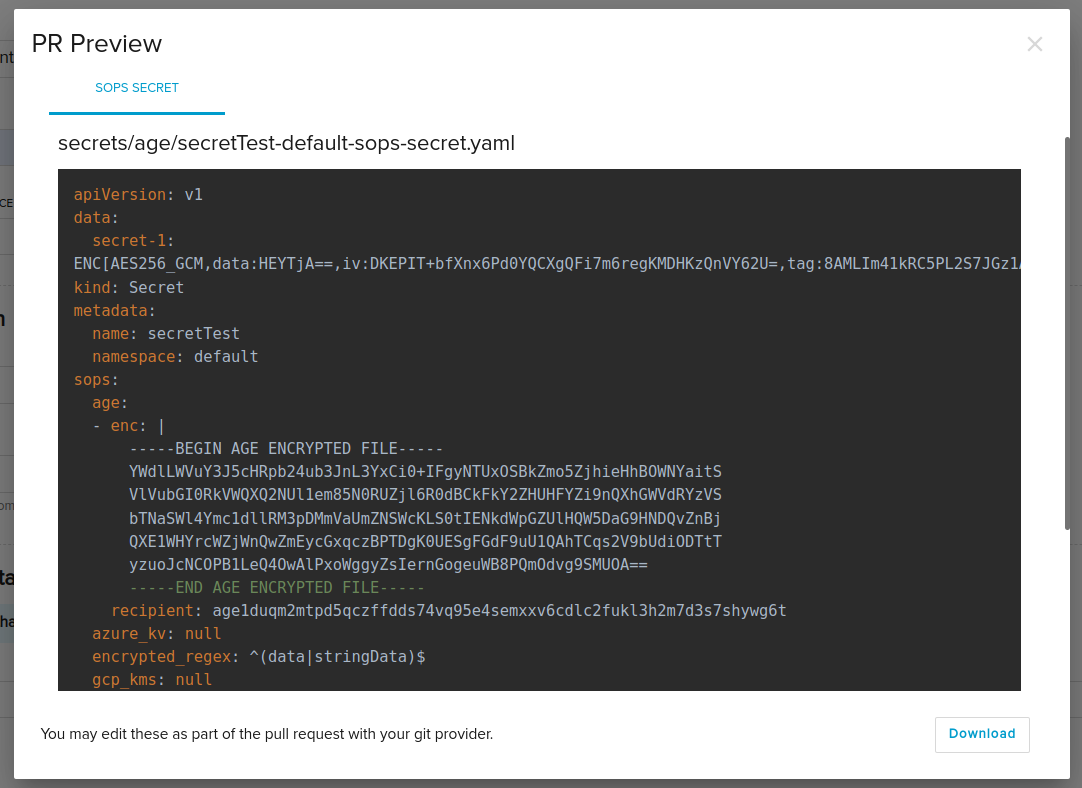 PR Preview
SOPS SECRET
secrets/age/secretTest-default-sops-secret.yaml
apiVersion: v1
data:
  secret-1:
ENC[AES256_GCM,data:HEYTjA==,iv:DKEPIT+bfXnx6Pd0YQCXgQFi7m6regKMDHKzQnVY62U=,tag:8AMLIm41kRC5PL2S7JGz1A
kind: Secret
metadata:
  name: secretTest
  namespace: default
sops:
  age:
  - enc: |
      -----BEGIN AGE ENCRYPTED FILE-----
      YWdlLWVuY3J5cHRpb24ub3JnL3YxCi0+IFgyNTUxOSBkZmo5ZjhieHhBOWNYaitS
      VlVubGI0RkVWQXQ2NUl1em85N0RUZjl6R0dBCkFkY2ZHUHFYZi9nQXhGWVdRYzVS
      bTNaSWl4Ymc1dllRM3pDMmVaUmZNSWcKLS0tIENkdWpGZUlHQW5DaG9HNDQvZnBj
      QXE1WHYrcWZjWnQwZmEycGxqczBPTDgK0UESgFGdF9uU1QAhTCqs2V9bUdiODTtT
      yzuoJcNCOPB1LeQ4OwAlPxoWggyZsIernGogeuWB8PQmOdvg9SMUOA==
      -----END AGE ENCRYPTED FILE-----
    recipient: age1duqm2mtpd5qczffdds74vq95e4semxxv6cdlc2fukl3h2m7d3s7shywg6t
  azure_kv: null
  encrypted_regex: ^(data|stringData)$
  gcp_kms: null
You may edit these as part of the pull request with your git provider.
Download